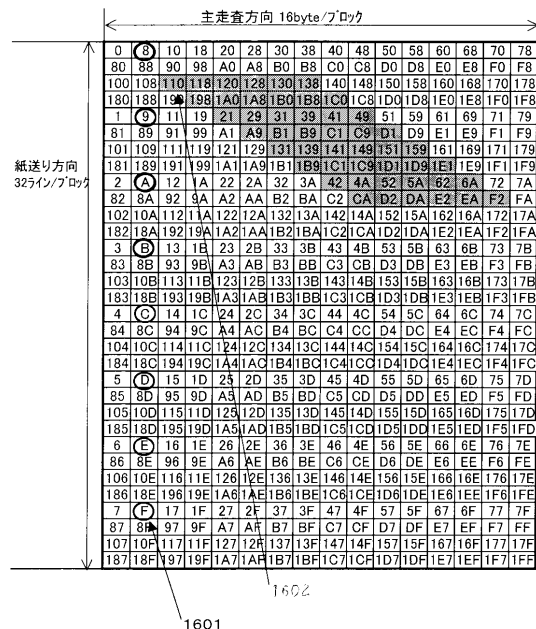 主走査方向 16byte/ブロック
0 8 10 18 20 28 30 38 40 48 50 58 60 68 70 78
80 88 90 98 A0 A8 B0 B8 C0 C8 D0 D8 E0 E8 F0 F8
100 108 110 118 120 128 130 138 140 148 150 158 160 168 170 178
180 188 190 198 1A0 1A8 1B0 1B8 1C0 1C8 1D0 1D8 1E0 1E8 1F0 1F8
1 9 11 19 21 29 31 39 41 49 51 59 61 69 71 79
81 89 91 99 A1 A9 B1 B9 C1 C9 D1 D9 E1 E9 F1 F9
101 109 111 119 121 129 131 139 141 149 151 159 161 169 171 179
181 189 191 199 1A1 1A9 1B1 1B9 1C1 1C9 1D1 1D9 1E1 1E9 1F1 1F9
紙送り方向
32ライン/ブロック
2 A 12 1A 22 2A 32 3A 42 4A 52 5A 62 6A 72 7A
82 8A 92 9A A2 AA B2 BA C2 CA D2 DA E2 EA F2 FA
102 10A 112 11A 122 12A 132 13A 142 14A 152 15A 162 16A 172 17A
182 18A 192 19A 1A2 1AA 1B2 1BA 1C2 1CA 1D2 1DA 1E2 1EA 1F2 1FA
3 B 13 1B 23 2B 33 3B 43 4B 53 5B 63 6B 73 7B
83 8B 93 9B A3 AB B3 BB C3 CB D3 DB E3 EB F3 FB
103 10B 113 11B 123 12B 133 13B 143 14B 153 15B 163 16B 173 17B
183 18B 193 19B 1A3 1AB 1B3 1BB 1C3 1CB 1D3 1DB 1E3 1EB 1F3 1FB
4 C 14 1C 24 2C 34 3C 44 4C 54 5C 64 6C 74 7C
84 8C 94 9C A4 AC B4 BC C4 CC D4 DC E4 EC F4 FC
104 10C 114 11C 124 12C 134 13C 144 14C 154 15C 164 16C 174 17C
184 18C 194 19C 1A4 1AC 1B4 1BC 1C4 1CC 1D4 1DC 1E4 1EC 1F4 1FC
5 D 15 1D 25 2D 35 3D 45 4D 55 5D 65 6D 75 7D
85 8D 95 9D A5 AD B5 BD C5 CD D5 DD E5 ED F5 FD
105 10D 115 11D 125 12D 135 13D 145 14D 155 15D 165 16D 175 17D
185 18D 195 19D 1A5 1AD 1B5 1BD 1C5 1CD 1D5 1DD 1E5 1ED 1F5 1FD
6 E 16 1E 26 2E 36 3E 46 4E 56 5E 66 6E 76 7E
86 8E 96 9E A6 AE B6 BE C6 CE D6 DE E6 EE F6 FE
106 10E 116 11E 126 12E 136 13E 146 14E 156 15E 166 16E 176 17E
186 18E 196 19E 1A6 1AE 1B6 1BE 1C6 1CE 1D6 1DE 1E6 1EE 1F6 1FE
7 F 17 1F 27 2F 37 3F 47 4F 57 5F 67 6F 77 7F
87 8F 97 9F A7 AF B7 BF C7 CF D7 DF E7 EF F7 FF
107 10F 117 11F 127 12F 137 13F 147 14F 157 15F 167 16F 177 17F
187 18F 197 19F 1A7 1AF 1B7 1BF 1C7 1CF 1D7 1DF 1E7 1EF 1F7 1FF
1602
1601